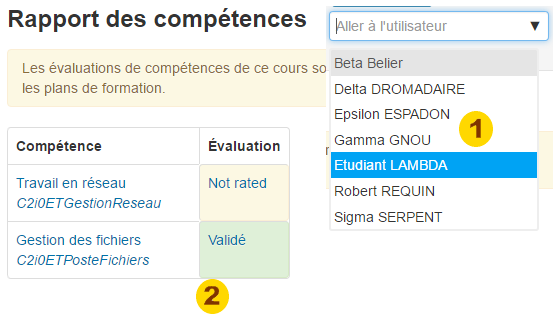 Rapport des compétences
Aller à l'utilisateur
Les évaluations de compétences de ce cours so
les plans de formation.
Beta Belier
Delta DROMADAIRE
Epsilon ESPADON
Gamma GNOU
Etudiant LAMBDA
Robert REQUIN
Sigma SERPENT
1
Compétence Évaluation
Travail en réseau Not rated
C2i0ETGestionReseau
Gestion des fichiers Validé
C2i0ETPosteFichiers
2